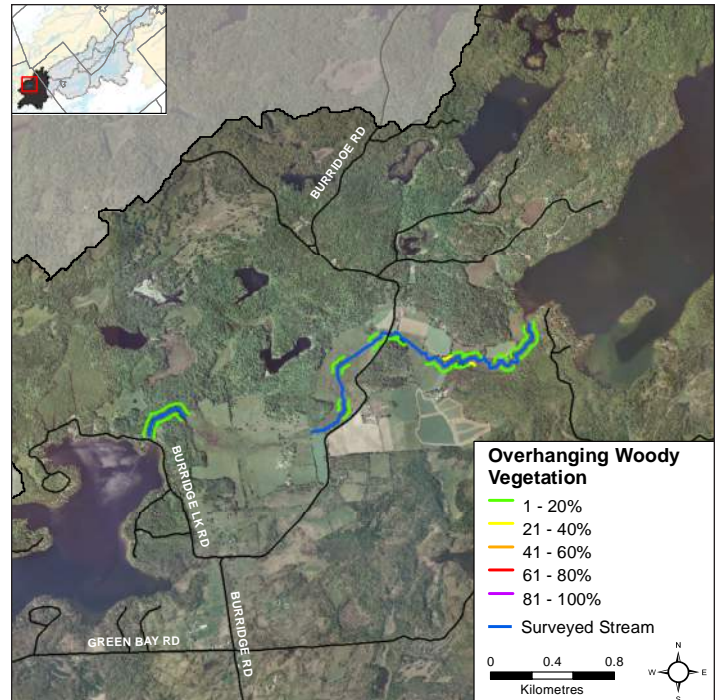 BURRIDOE RD
BURRIDGE LK RD
BURRIDGE RD
GREEN BAY RD
Overhanging Woody
Vegetation
1 - 20%
21 - 40%
41 - 60%
61 - 80%
81 - 100%
Surveyed Stream
0 0.4 0.8
Kilometres
N
W E
S